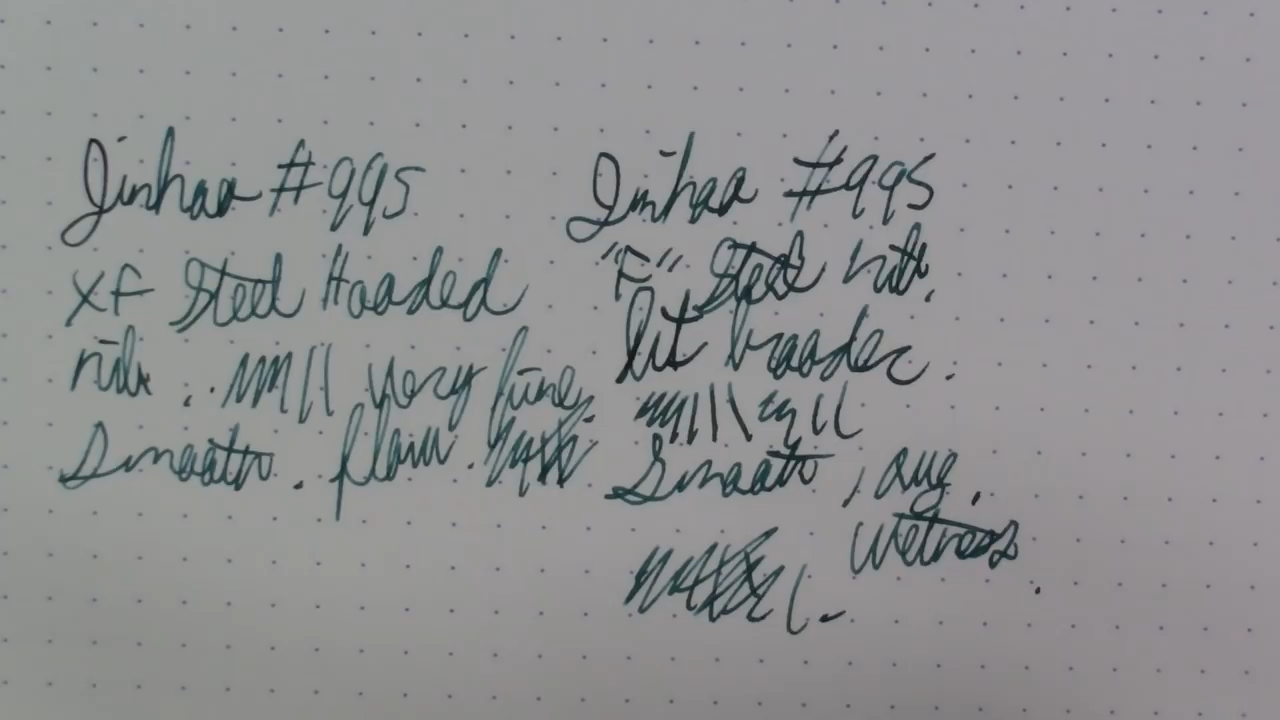 Jinhao #995
XF Steel Hooded
nib. very fine.
Smooth. flow.
Jinhao #995
"F" Steel nib.
bit broader.
Smooth, avg.
wetness.